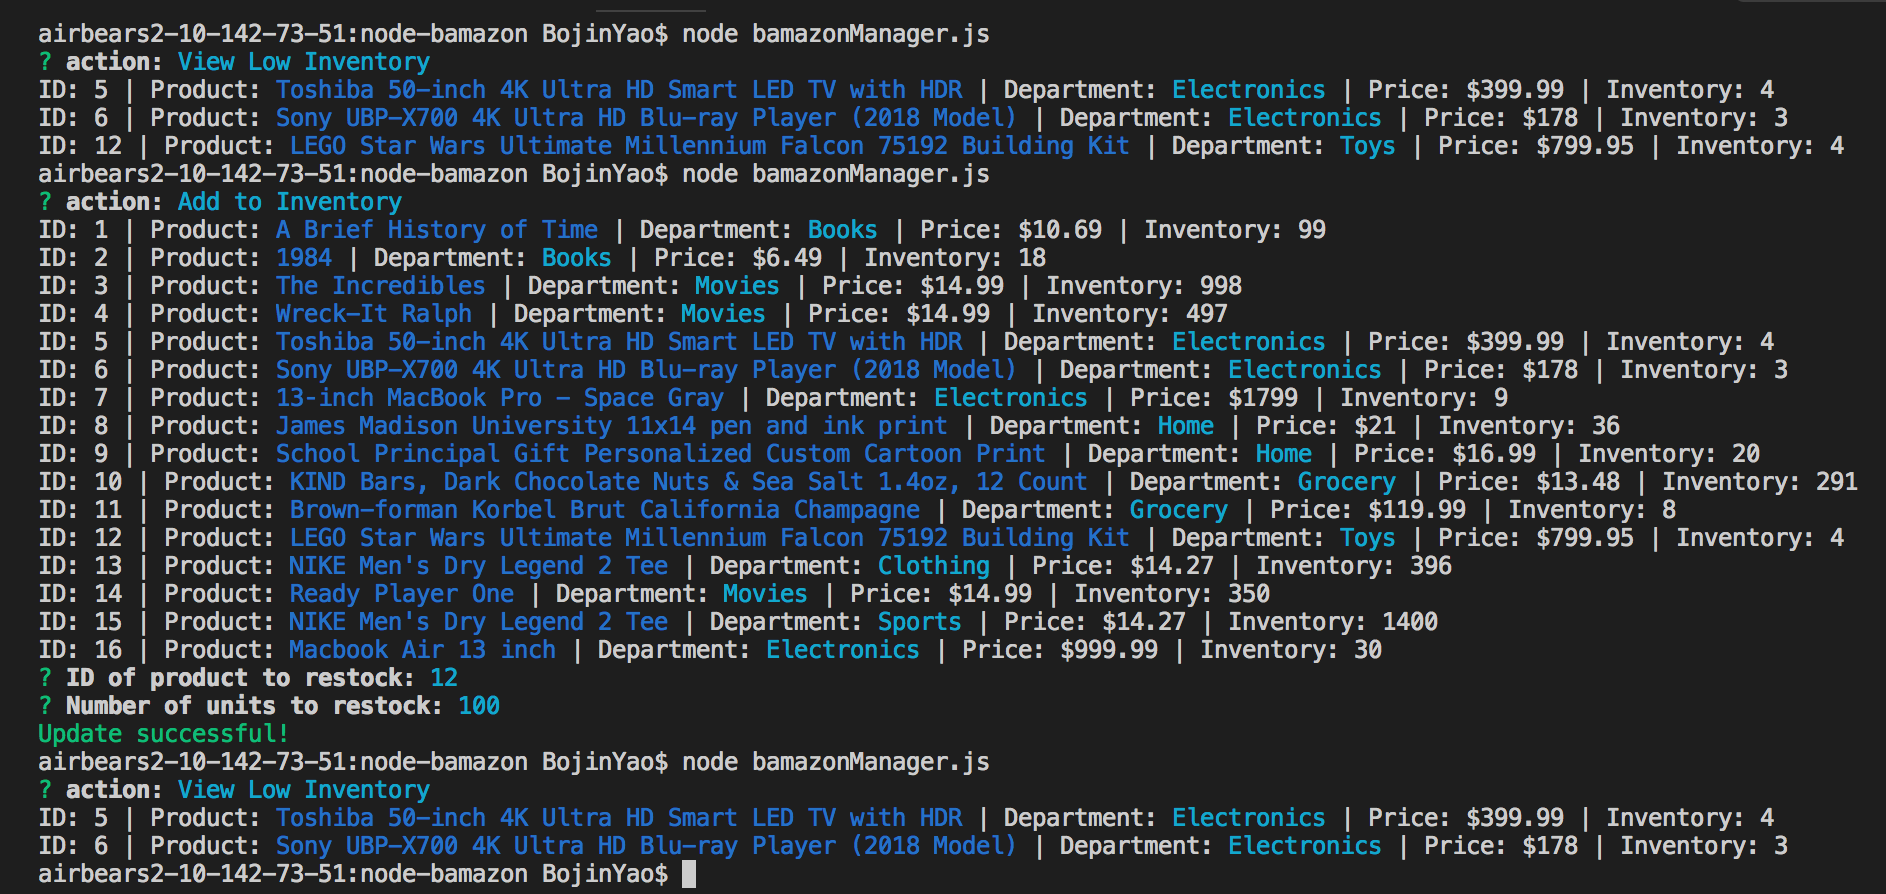 airbears2-10-142-73-51:node-bamazon BojinYao$ node bamazonManager.js
? action: View Low Inventory
ID: 5 | Product: Toshiba 50-inch 4K Ultra HD Smart LED TV with HDR | Department: Electronics | Price: $399.99 | Inventory: 4
ID: 6 | Product: Sony UBP-X700 4K Ultra HD Blu-ray Player (2018 Model) | Department: Electronics | Price: $178 | Inventory: 3
ID: 12 | Product: LEGO Star Wars Ultimate Millennium Falcon 75192 Building Kit | Department: Toys | Price: $799.95 | Inventory: 4
airbears2-10-142-73-51:node-bamazon BojinYao$ node bamazonManager.js
? action: Add to Inventory
ID: 1 | Product: A Brief History of Time | Department: Books | Price: $10.69 | Inventory: 99
ID: 2 | Product: 1984 | Department: Books | Price: $6.49 | Inventory: 18
ID: 3 | Product: The Incredibles | Department: Movies | Price: $14.99 | Inventory: 998
ID: 4 | Product: Wreck-It Ralph | Department: Movies | Price: $14.99 | Inventory: 497
ID: 5 | Product: Toshiba 50-inch 4K Ultra HD Smart LED TV with HDR | Department: Electronics | Price: $399.99 | Inventory: 4
ID: 6 | Product: Sony UBP-X700 4K Ultra HD Blu-ray Player (2018 Model) | Department: Electronics | Price: $178 | Inventory: 3
ID: 7 | Product: 13-inch MacBook Pro - Space Gray | Department: Electronics | Price: $1799 | Inventory: 9
ID: 8 | Product: James Madison University 11x14 pen and ink print | Department: Home | Price: $21 | Inventory: 36
ID: 9 | Product: School Principal Gift Personalized Custom Cartoon Print | Department: Home | Price: $16.99 | Inventory: 20
ID: 10 | Product: KIND Bars, Dark Chocolate Nuts & Sea Salt 1.4oz, 12 Count | Department: Grocery | Price: $13.48 | Inventory: 291
ID: 11 | Product: Brown-forman Korbel Brut California Champagne | Department: Grocery | Price: $119.99 | Inventory: 8
ID: 12 | Product: LEGO Star Wars Ultimate Millennium Falcon 75192 Building Kit | Department: Toys | Price: $799.95 | Inventory: 4
ID: 13 | Product: NIKE Men's Dry Legend 2 Tee | Department: Clothing | Price: $14.27 | Inventory: 396
ID: 14 | Product: Ready Player One | Department: Movies | Price: $14.99 | Inventory: 350
ID: 15 | Product: NIKE Men's Dry Legend 2 Tee | Department: Sports | Price: $14.27 | Inventory: 1400
ID: 16 | Product: Macbook Air 13 inch | Department: Electronics | Price: $999.99 | Inventory: 30
? ID of product to restock: 12
? Number of units to restock: 100
Update successful!
airbears2-10-142-73-51:node-bamazon BojinYao$ node bamazonManager.js
? action: View Low Inventory
ID: 5 | Product: Toshiba 50-inch 4K Ultra HD Smart LED TV with HDR | Department: Electronics | Price: $399.99 | Inventory: 4
ID: 6 | Product: Sony UBP-X700 4K Ultra HD Blu-ray Player (2018 Model) | Department: Electronics | Price: $178 | Inventory: 3
airbears2-10-142-73-51:node-bamazon BojinYao$